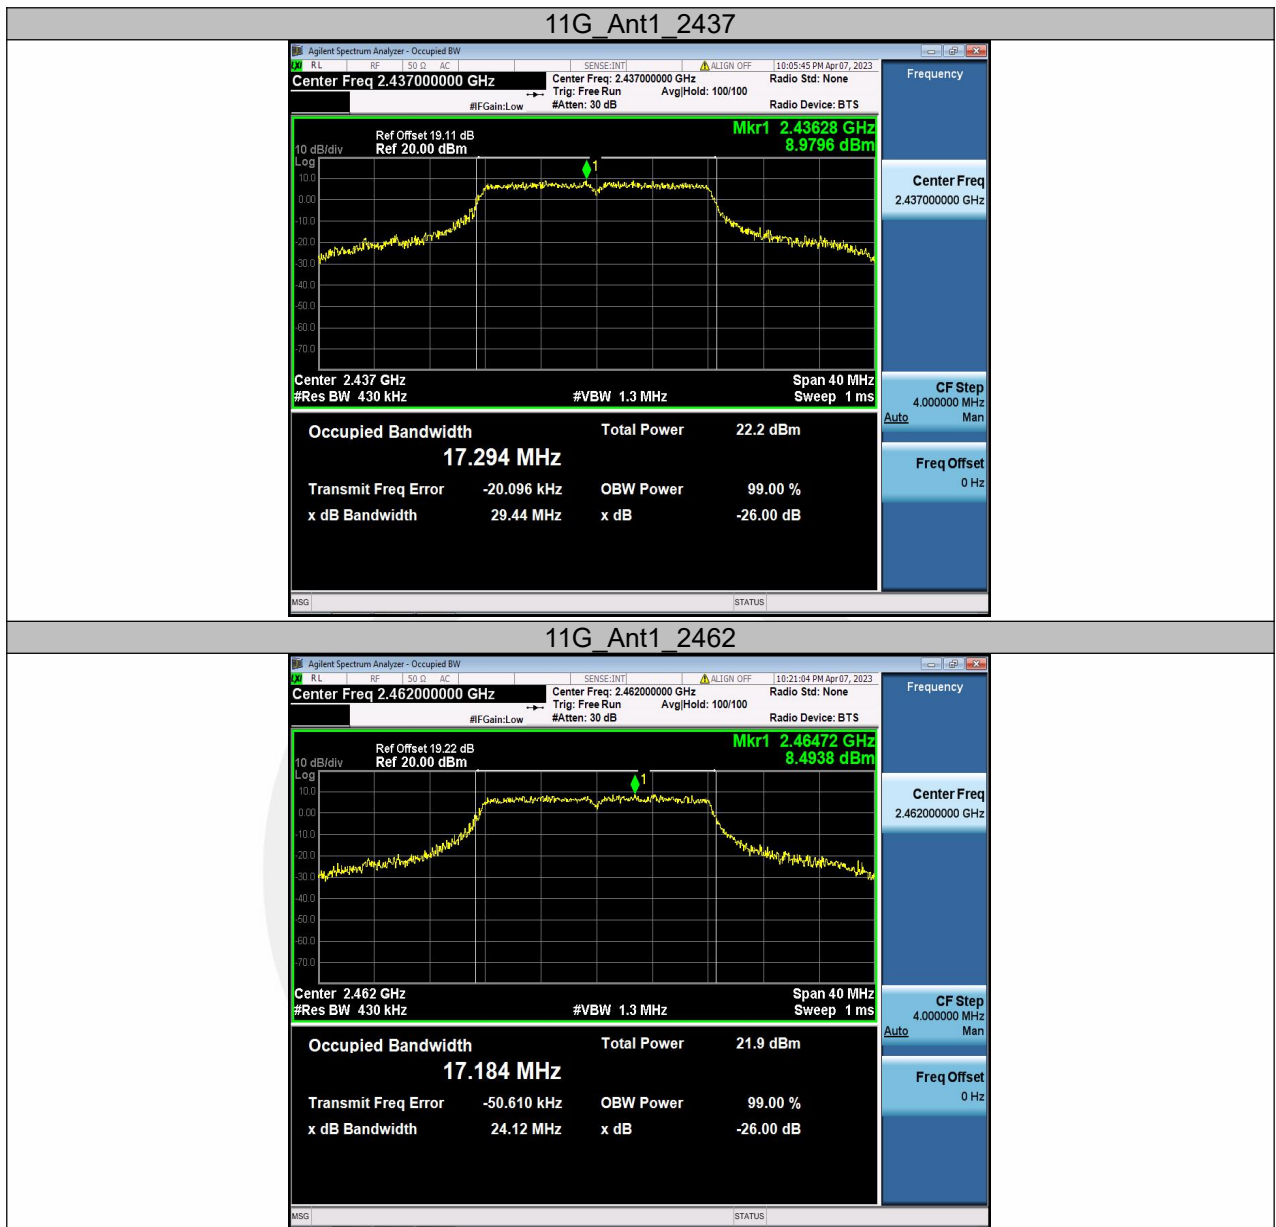 11G_Ant1_2437
Agilent Spectrum Analyzer - Occupied BW
LXI RL RF 50 Ω AC SENSE:INT ALIGN OFF 10:05:45 PM Apr 07, 2023
Center Freq 2.437000000 GHz Center Freq: 2.437000000 GHz Radio Std: None Frequency
Trig: Free Run Avg|Hold: 100/100
#IFGain:Low #Atten: 30 dB Radio Device: BTS
Mkr1 2.43628 GHz
Ref Offset 19.11 dB
10 dB/div Ref 20.00 dBm 8.9796 dBm
Log
1
10.0
0.00
-10.0
-20.0
-30.0
-40.0
-50.0
-60.0
-70.0
Center Freq
2.437000000 GHz
Center 2.437 GHz Span 40 MHz
#Res BW 430 kHz #VBW 1.3 MHz Sweep 1 ms
CF Step
4.000000 MHz
Auto Man
Occupied Bandwidth Total Power 22.2 dBm
17.294 MHz
Freq Offset
0 Hz
Transmit Freq Error -20.096 kHz OBW Power 99.00 %
x dB Bandwidth 29.44 MHz x dB -26.00 dB
MSG STATUS
11G_Ant1_2462
Agilent Spectrum Analyzer - Occupied BW
LXI RL RF 50 Ω AC SENSE:INT ALIGN OFF 10:21:04 PM Apr 07, 2023
Center Freq 2.462000000 GHz Center Freq: 2.462000000 GHz Radio Std: None Frequency
Trig: Free Run Avg|Hold: 100/100
#IFGain:Low #Atten: 30 dB Radio Device: BTS
Mkr1 2.46472 GHz
Ref Offset 19.22 dB
10 dB/div Ref 20.00 dBm 8.4938 dBm
Log
1
10.0
0.00
-10.0
-20.0
-30.0
-40.0
-50.0
-60.0
-70.0
Center Freq
2.462000000 GHz
Center 2.462 GHz Span 40 MHz
#Res BW 430 kHz #VBW 1.3 MHz Sweep 1 ms
CF Step
4.000000 MHz
Auto Man
Occupied Bandwidth Total Power 21.9 dBm
17.184 MHz
Freq Offset
0 Hz
Transmit Freq Error -50.610 kHz OBW Power 99.00 %
x dB Bandwidth 24.12 MHz x dB -26.00 dB
MSG STATUS